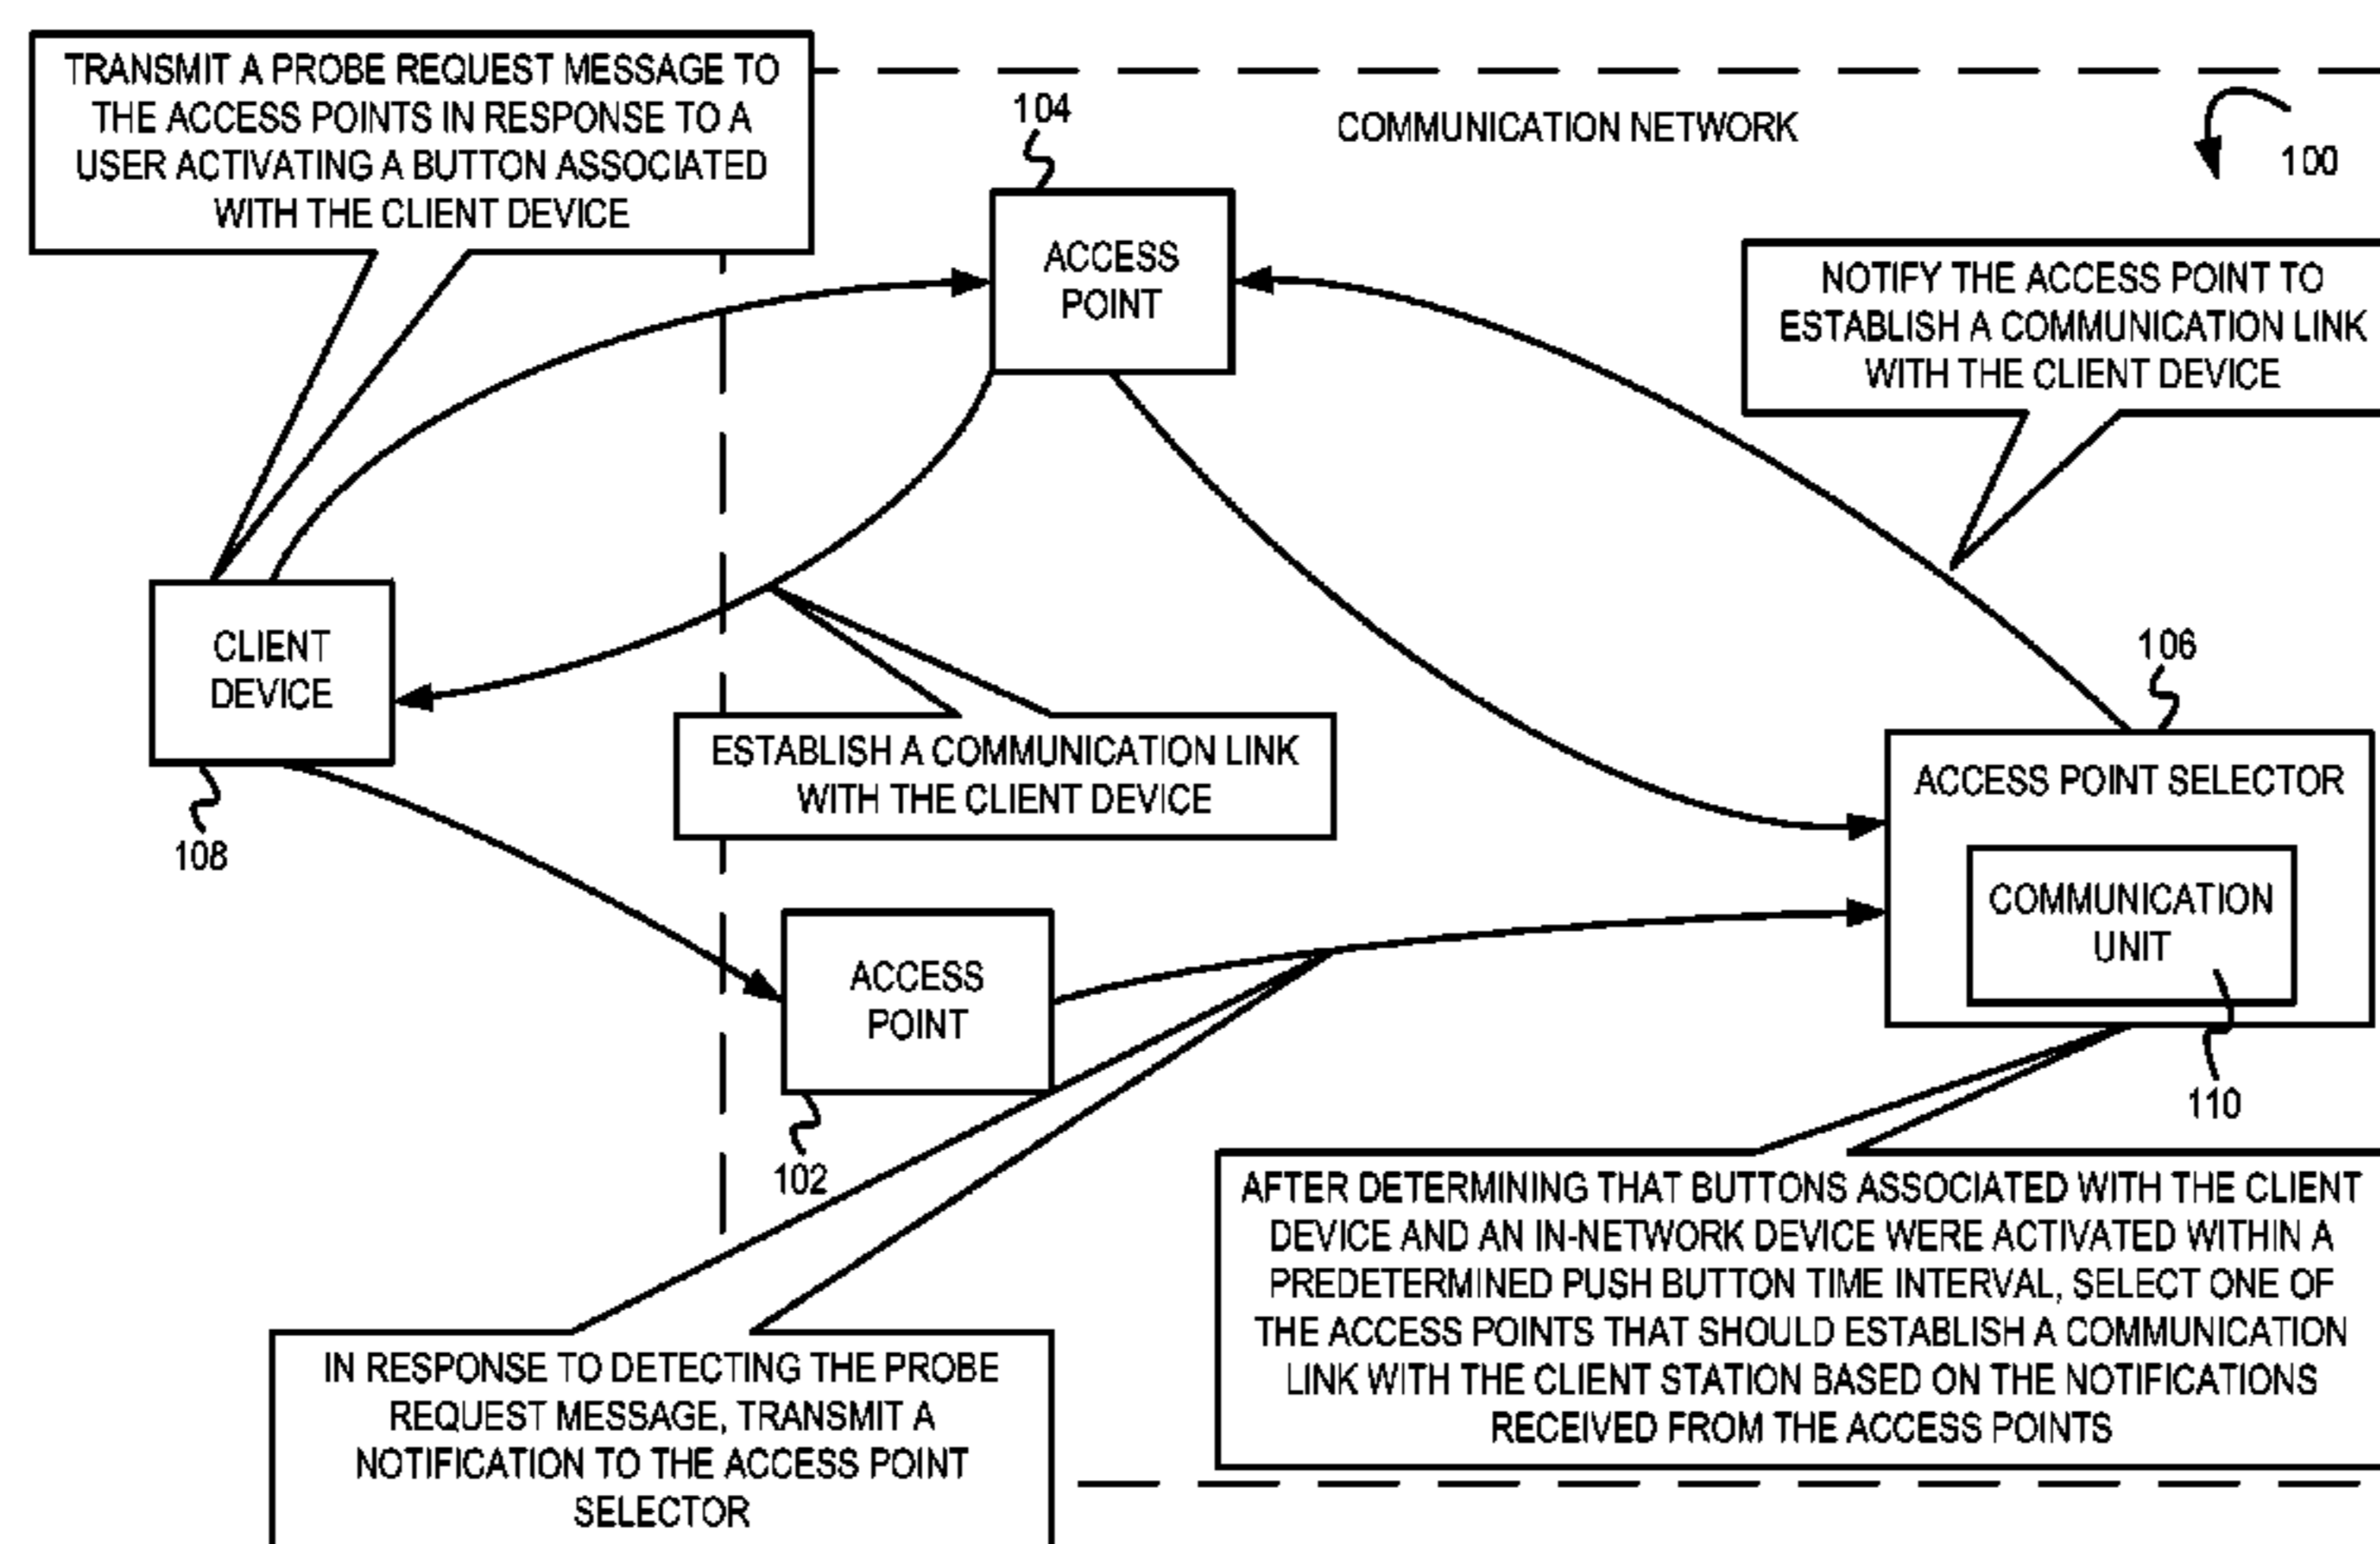 TRANSMIT A PROBE REQUEST MESSAGE TO
THE ACCESS POINTS IN RESPONSE TO A
USER ACTIVATING A BUTTON ASSOCIATED
WITH THE CLIENT DEVICE
104
COMMUNICATION NETWORK
100
ACCESS
POINT
NOTIFY THE ACCESS POINT TO
ESTABLISH A COMMUNICATION LINK
WITH THE CLIENT DEVICE
CLIENT
DEVICE
108
106
ESTABLISH A COMMUNICATION LINK
WITH THE CLIENT DEVICE
ACCESS POINT SELECTOR
COMMUNICATION
UNIT
110
ACCESS
POINT
102
AFTER DETERMINING THAT BUTTONS ASSOCIATED WITH THE CLIENT
DEVICE AND AN IN-NETWORK DEVICE WERE ACTIVATED WITHIN A
PREDETERMINED PUSH BUTTON TIME INTERVAL, SELECT ONE OF
THE ACCESS POINTS THAT SHOULD ESTABLISH A COMMUNICATION
LINK WITH THE CLIENT STATION BASED ON THE NOTIFICATIONS
RECEIVED FROM THE ACCESS POINTS
IN RESPONSE TO DETECTING THE PROBE
REQUEST MESSAGE, TRANSMIT A
NOTIFICATION TO THE ACCESS POINT
SELECTOR